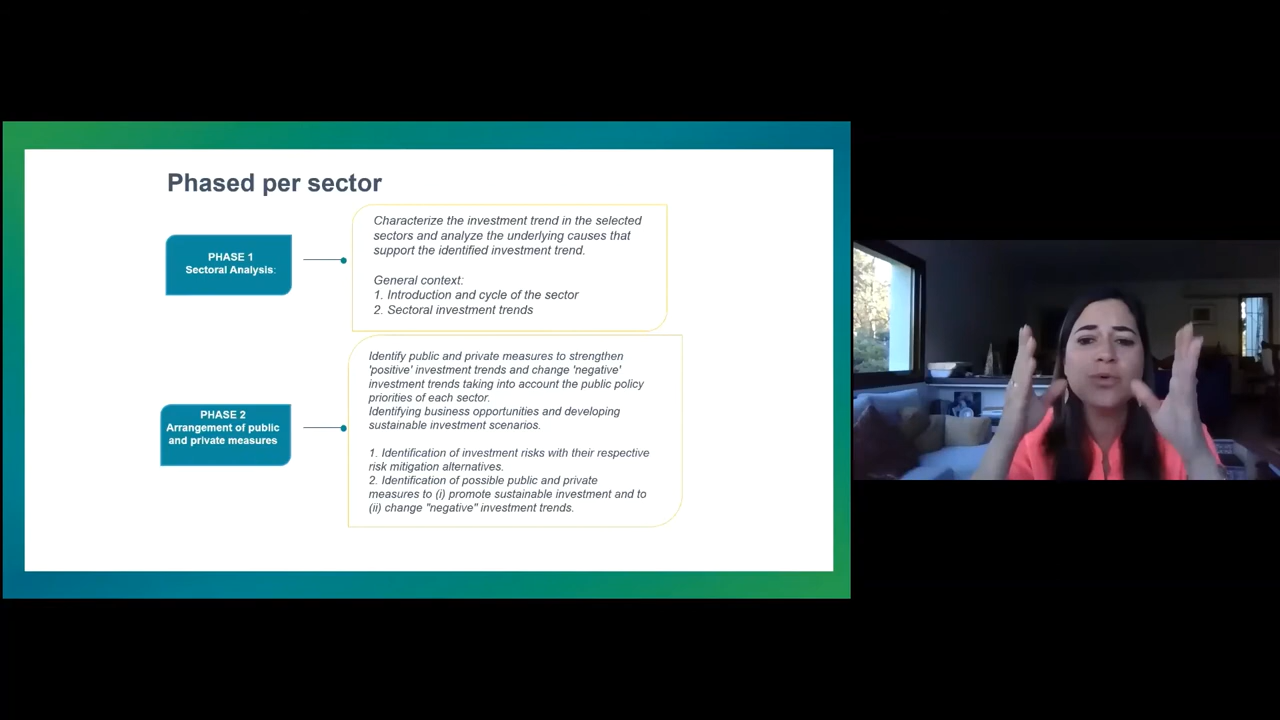 Phased per sector
PHASE 1
Sectoral Analysis:
Characterize the investment trend in the selected
sectors and analyze the underlying causes that
support the identified investment trend.
General context:
1. Introduction and cycle of the sector
2. Sectoral investment trends
PHASE 2
Arrangement of public
and private measures
Identify public and private measures to strengthen
'positive' investment trends and change 'negative'
investment trends taking into account the public policy
priorities of each sector.
Identifying business opportunities and developing
sustainable investment scenarios.
1. Identification of investment risks with their respective
risk mitigation alternatives.
2. Identification of possible public and private
measures to (i) promote sustainable investment and to
(ii) change "negative" investment trends.